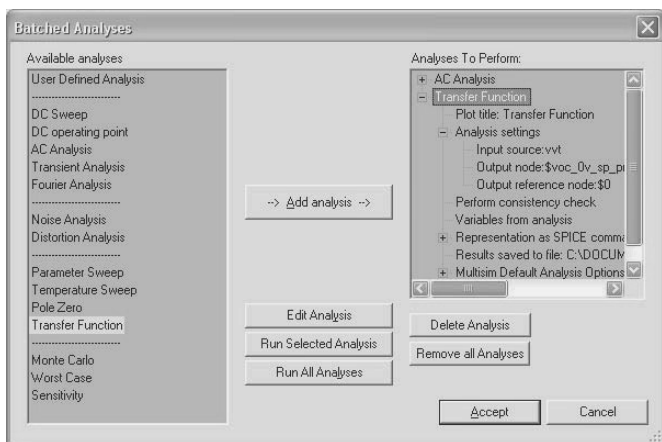 Batched Analyses
Available analyses
User Defined Analysis
DC Sweep
DC operating point
AC Analysis
Transient Analysis
Fourier Analysis
Noise Analysis
Distortion Analysis
Parameter Sweep
Temperature Sweep
Pole Zero
Transfer Function
Monte Carlo
Worst Case
Sensitivity
--> Add analysis -->
Edit Analysis
Run Selected Analysis
Run All Analyses
Analyses To Perform:
AC Analysis
Transfer Function
Plot title: Transfer Function
Analysis settings
Input source:vvt
Output node:$voc_0v_sp_pr
Output reference node:$0
Perform consistency check
Variables from analysis
Representation as SPICE comma
Results saved to file: C:\DOCUM
Multisim Default Analysis Options
Delete Analysis
Remove all Analyses
Accept
Cancel